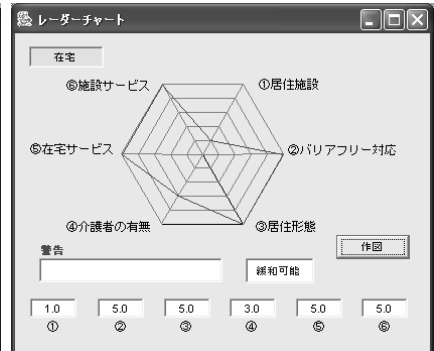 レーダーチャート
在宅
⑥施設サービス
①居住施設
⑤在宅サービス
②バリアフリー対応
④介護者の有無
③居住形態
作図
警告
緩和可能
1.0 5.0 5.0 3.0 5.0 5.0
① ② ③ ④ ⑤ ⑥